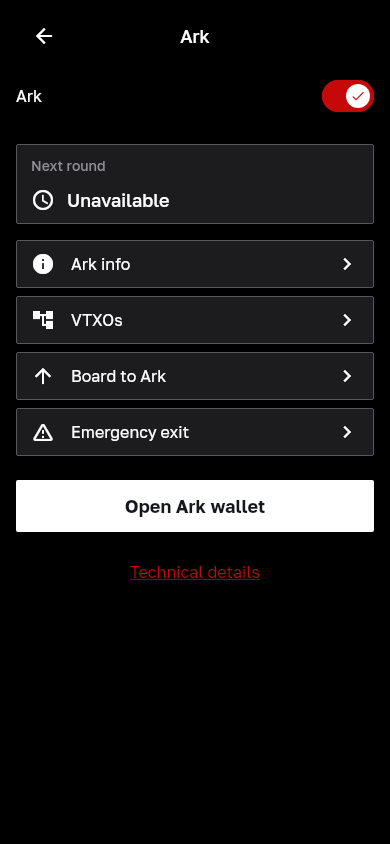 Ark
Ark
Next round
Unavailable
Ark info
VTXOs
Board to Ark
Emergency exit
Open Ark wallet
Technical details